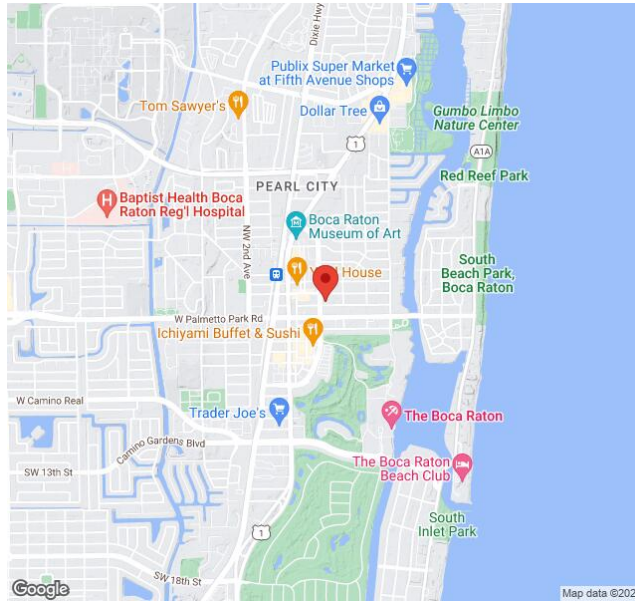 Dixie Hwy
Publix Super Market
at Fifth Avenue Shops
Tom Sawyer's
Dollar Tree
Gumbo Limbo
Nature Center
1
A1A
PEARL CITY
Red Reef Park
H
Baptist Health Boca
Raton Reg'l Hospital
NW 2nd Ave
Boca Raton
Museum of Art
House
South
Beach Park,
Boca Raton
W Palmetto Park Rd
Ichiyami Buffet & Sushi
W Camino Real
Trader Joe's
The Boca Raton
Camino Gardens Blvd
SW 13th St
The Boca Raton
Beach Club
South
Inlet Park
1
SW 18th St
Google
Map data ©202